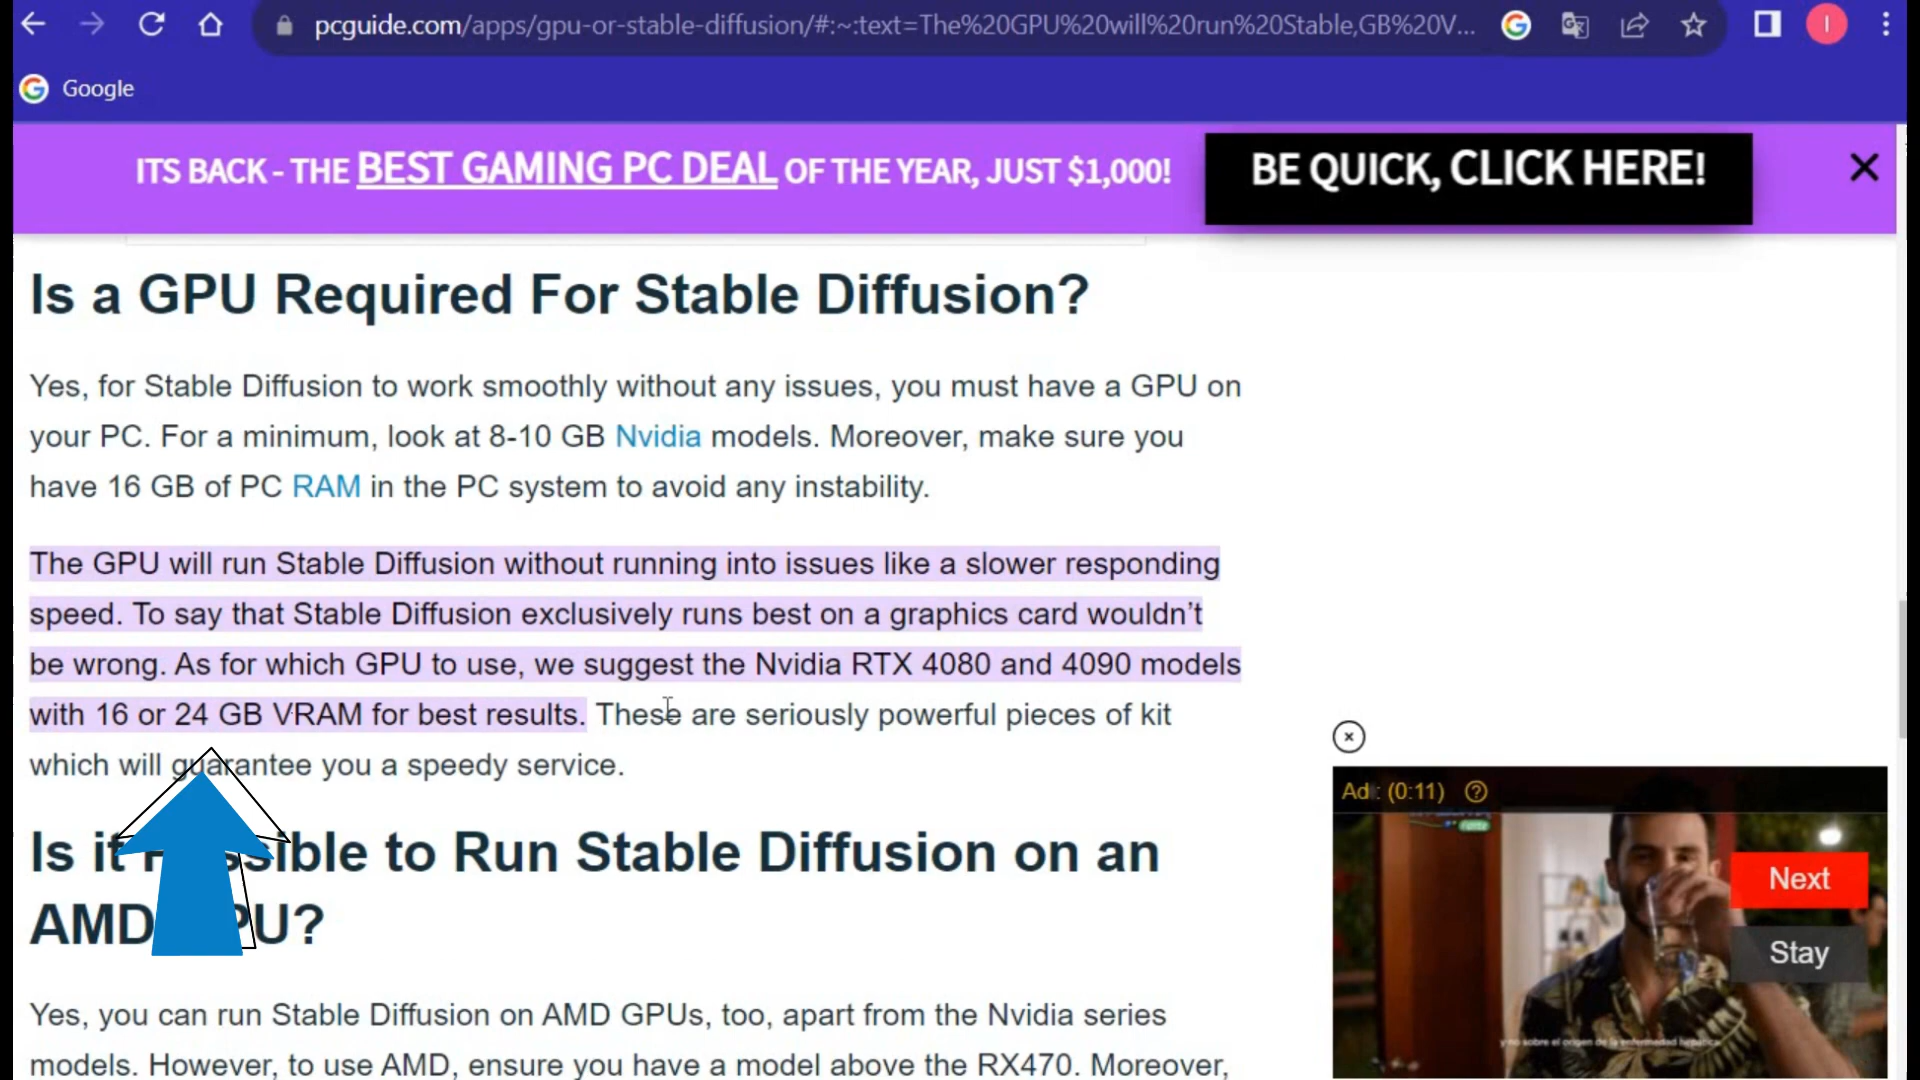 pcguide.com/apps/gpu-or-stable-diffusion/#:~:text=The%20GPU%20will%20run%20Stable,GB%20V...
I
Google
ITS BACK - THE BEST GAMING PC DEAL OF THE YEAR, JUST $1,000!
BE QUICK, CLICK HERE!
Is a GPU Required For Stable Diffusion?
Yes, for Stable Diffusion to work smoothly without any issues, you must have a GPU on
your PC. For a minimum, look at 8-10 GB Nvidia models. Moreover, make sure you
have 16 GB of PC RAM in the PC system to avoid any instability.
The GPU will run Stable Diffusion without running into issues like a slower responding
speed. To say that Stable Diffusion exclusively runs best on a graphics card wouldn’t
be wrong. As for which GPU to use, we suggest the Nvidia RTX 4080 and 4090 models
with 16 or 24 GB VRAM for best results. These are seriously powerful pieces of kit
which will guarantee you a speedy service.
Is it Possible to Run Stable Diffusion on an
AMD GPU?
Yes, you can run Stable Diffusion on AMD GPUs, too, apart from the Nvidia series
models. However, to use AMD, ensure you have a model above the RX470. Moreover,
Ad : (0:11)
Next
Stay
y no sobre el origen de la enfermedad hepática